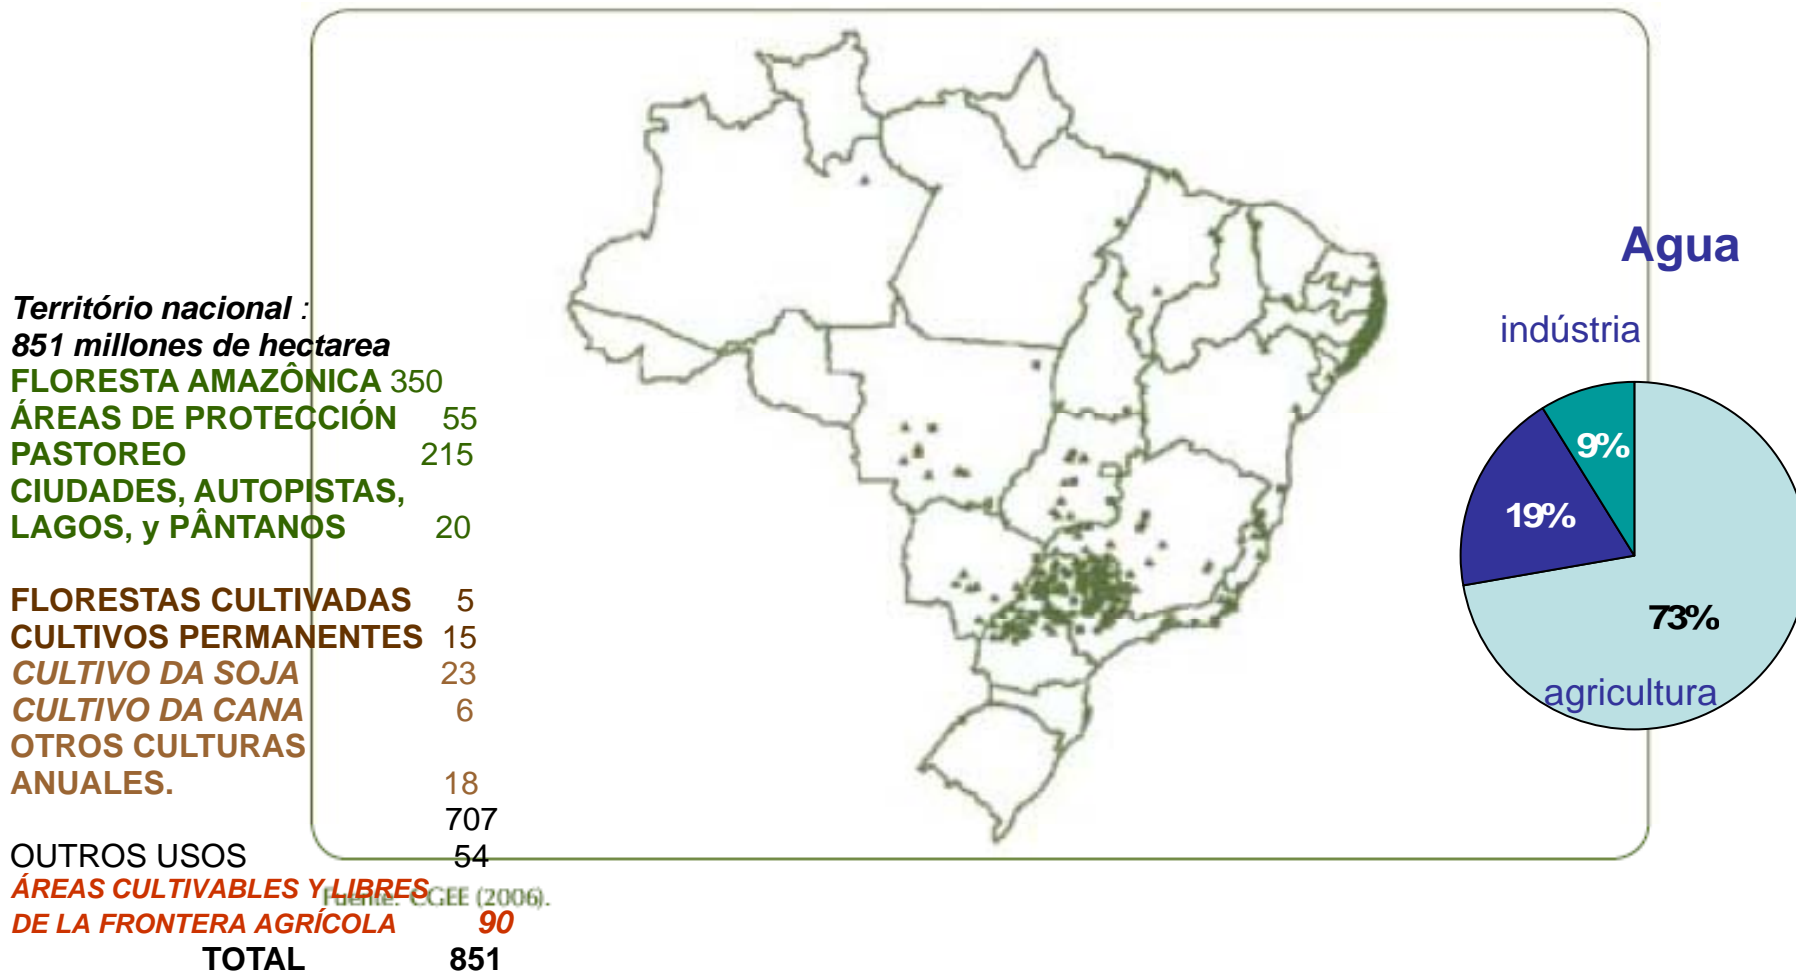 Território nacional :
851 millones de hectarea
FLORESTA AMAZÔNICA 350
ÁREAS DE PROTECCIÓN 55
PASTOREO 215
CIUDADES, AUTOPISTAS,
LAGOS, y PÂNTANOS 20
FLORESTAS CULTIVADAS 5
CULTIVOS PERMANENTES 15
CULTIVO DA SOJA 23
CULTIVO DA CANA 6
OTROS CULTURAS
ANUALES. 18
707
OUTROS USOS 54
ÁREAS CULTIVABLES Y LIBRES
DE LA FRONTERA AGRÍCOLA 90
TOTAL 851
Fuente: CGEE (2006).
Agua
indústria
9%
19%
73%
agricultura